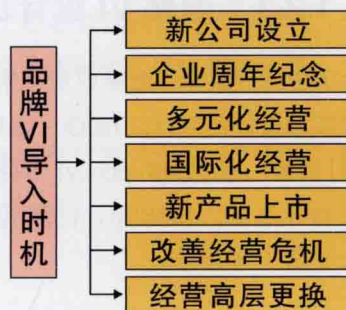 品牌VI导入时机
新公司设立
企业周年纪念
多元化经营
国际化经营
新产品上市
改善经营危机
经营高层更换